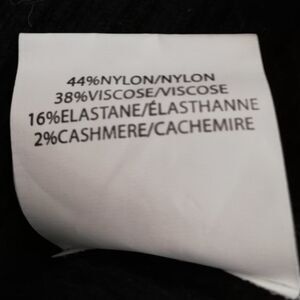 44%NYLON/NYLON
38%VISCOSE/VISCOSE
16%ELASTANE/ÉLASTHANNE
2%CASHMERE/CACHEMIRE